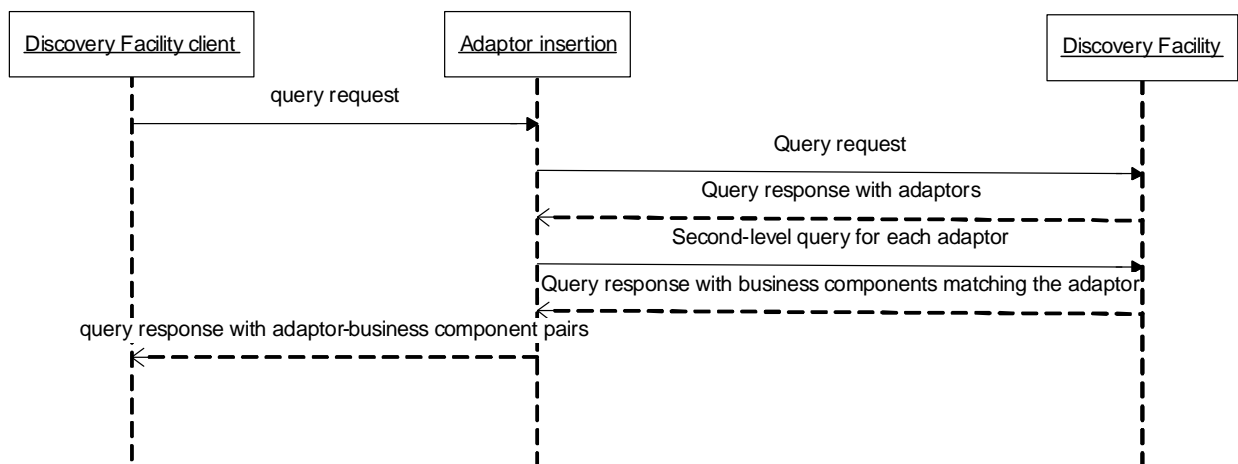 Discovery Facility client
Adaptor insertion
Discovery Facility
query request
Query request
Query response with adaptors
Second-level query for each adaptor
Query response with business components matching the adaptor
query response with adaptor-business component pairs